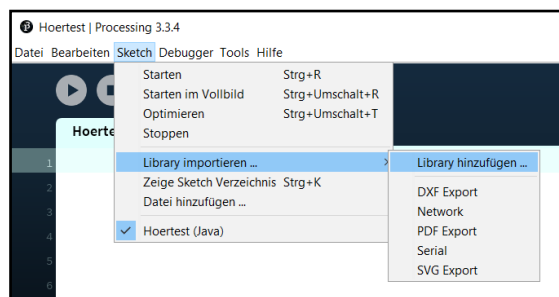 Hoertest | Processing 3.3.4
Datei Bearbeiten Sketch Debugger Tools Hilfe
Starten Strg+R
Starten im Vollbild Strg+Umschalt+R
Optimieren Strg+Umschalt+T
Stoppen
Hoerte
1 Library importieren ... > Library hinzufügen ...
2 Zeige Sketch Verzeichnis Strg+K DXF Export
3 Datei hinzufügen ... Network
4 Hoertest (Java) PDF Export
5 Serial
6 SVG Export